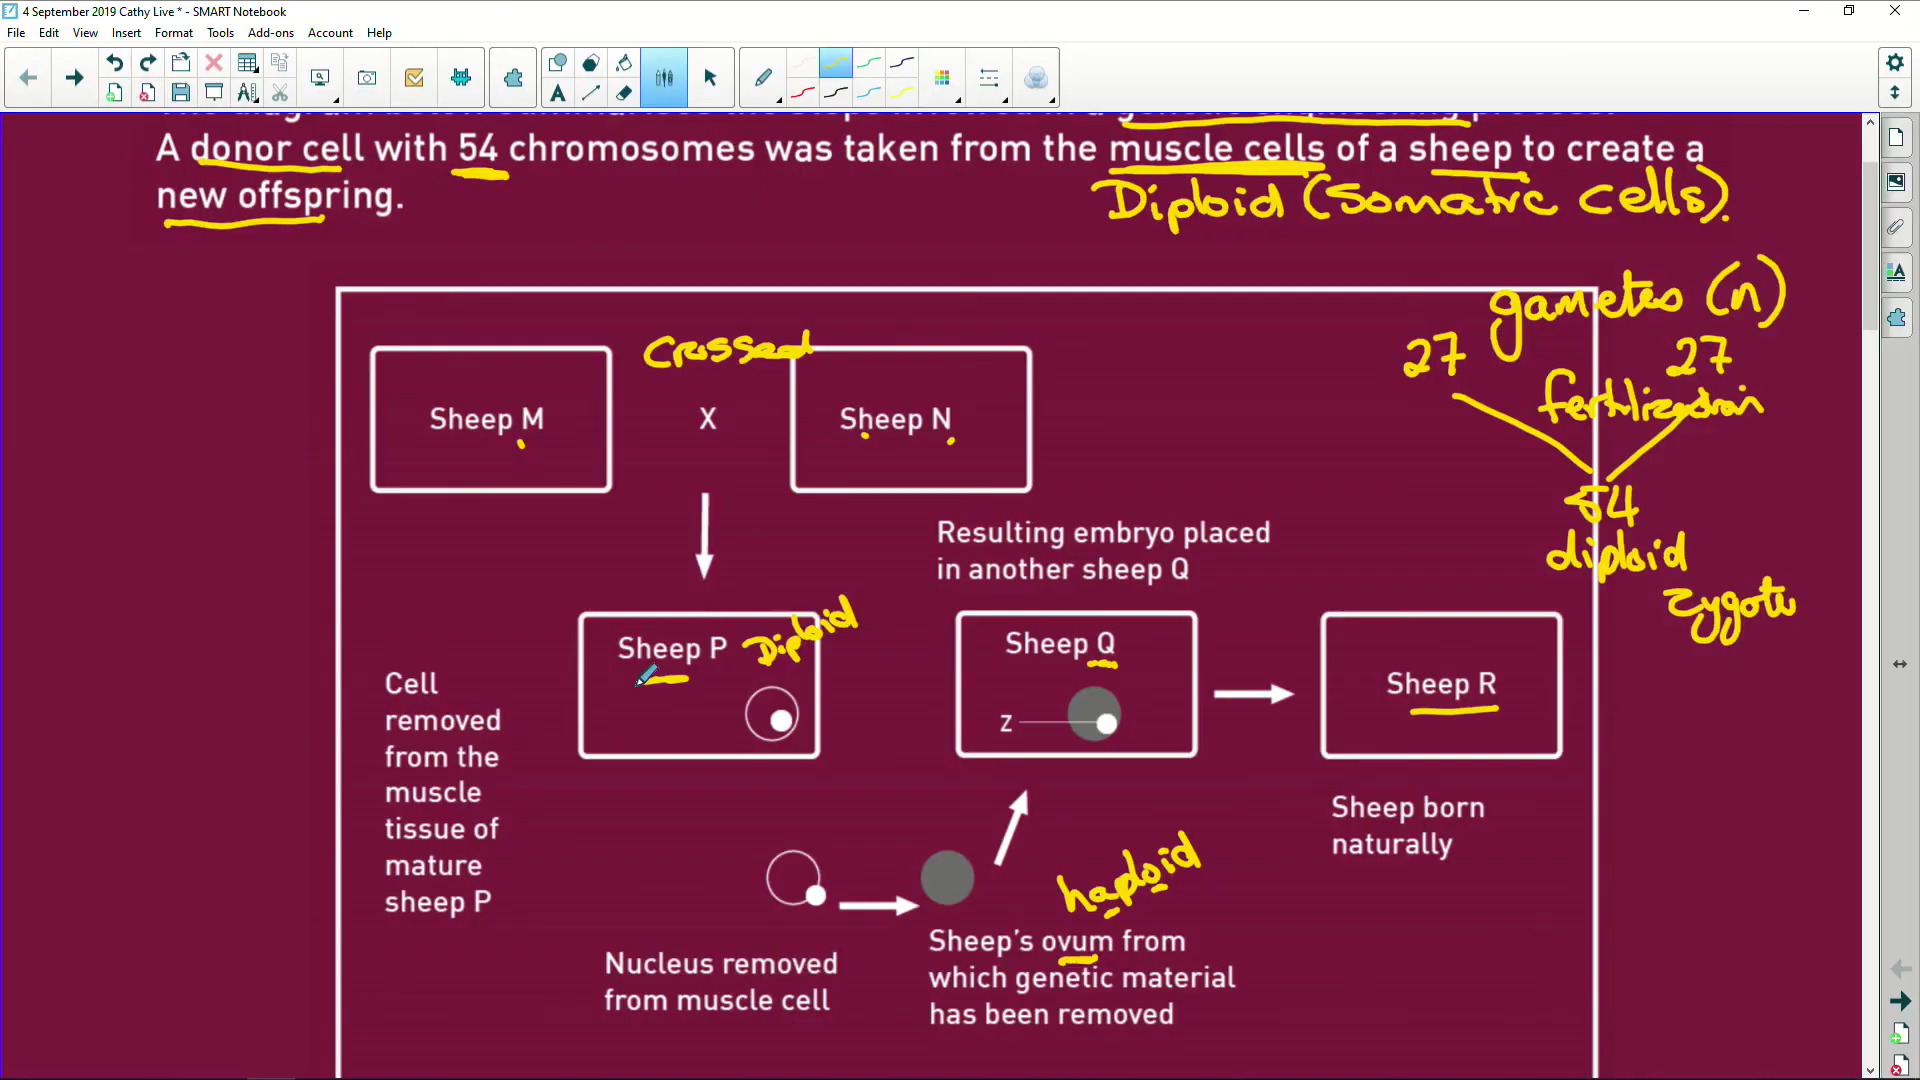 4 September 2019 Cathy Live * - SMART Notebook
File Edit View Insert Format Tools Add-ons Account Help
A donor cell with 54 chromosomes was taken from the muscle cells of a sheep to create a
new offspring.
Diploid (Somatic cells).
gametes (n)
27 27
fertilization
54
diploid
zygote
Crossed
Sheep M
X
Sheep N
Resulting embryo placed
in another sheep Q
Sheep P
Diploid
Sheep Q
Z
Sheep R
Cell
removed
from the
muscle
tissue of
mature
sheep P
Sheep born
naturally
haploid
Nucleus removed
from muscle cell
Sheep's ovum from
which genetic material
has been removed